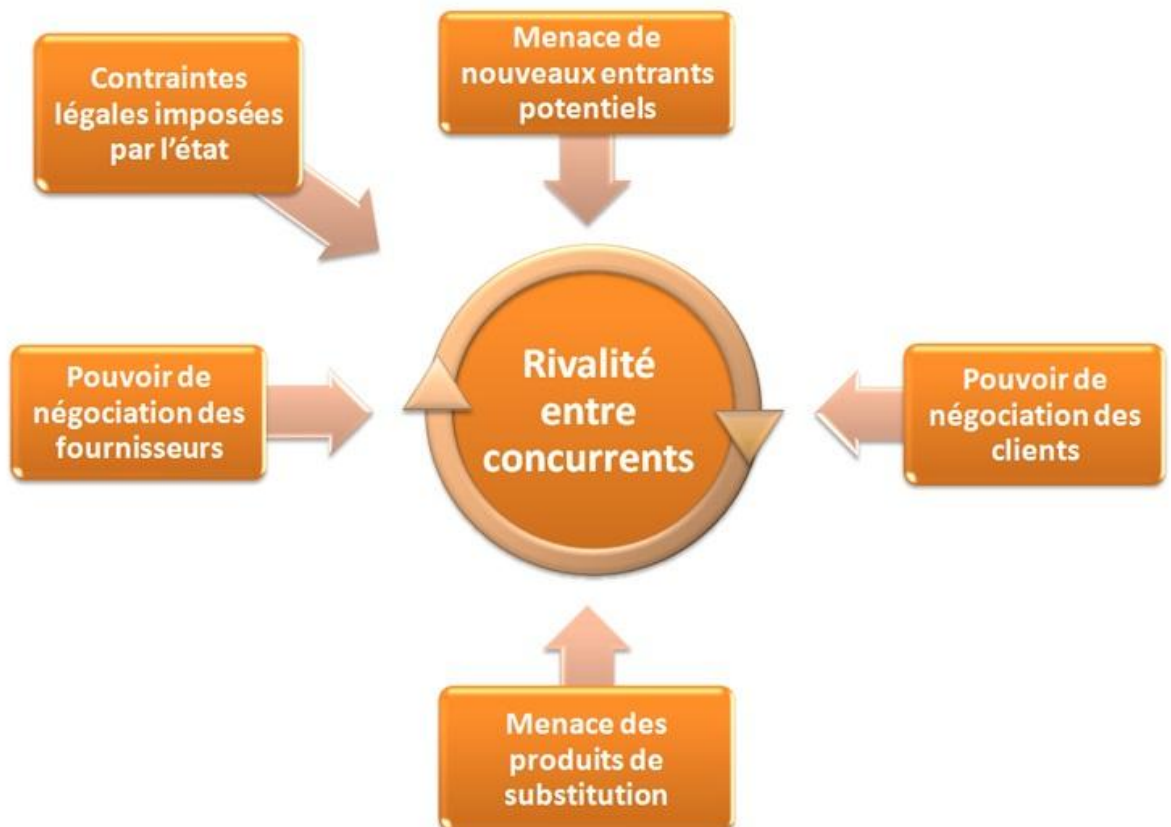 Contraintes
légales imposées
par l'état
Menace de
nouveaux entrants
potentiels
Pouvoir de
négociation des
fournisseurs
Rivalité
entre
concurrents
Pouvoir de
négociation des
clients
Menace des
produits de
substitution